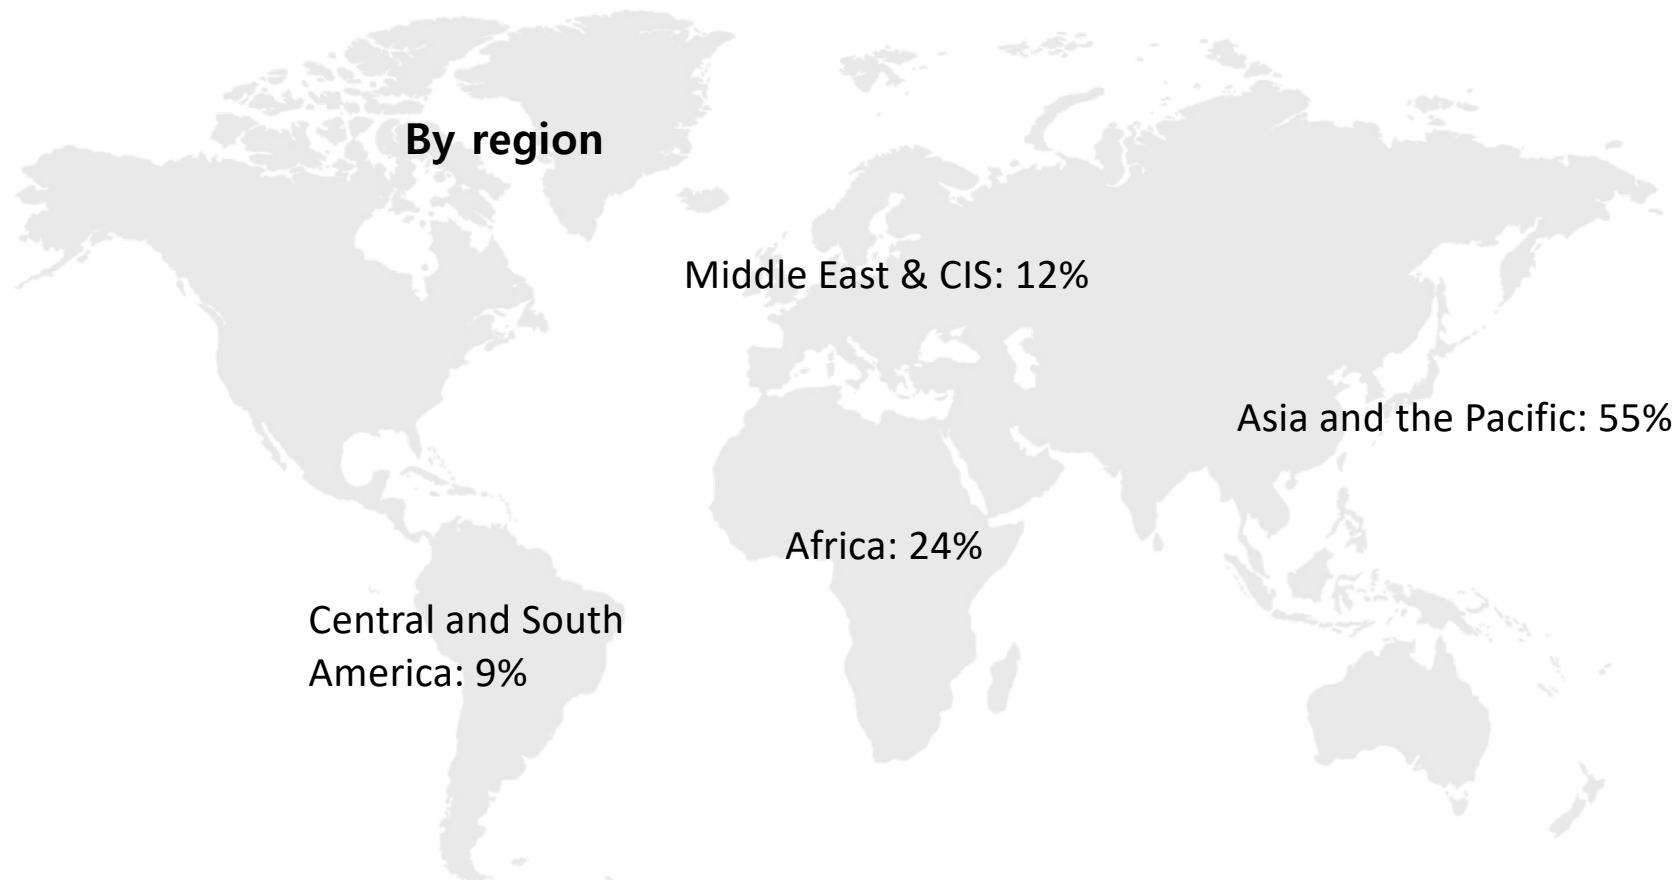 By region
Middle East & CIS: 12%
Asia and the Pacific: 55%
Africa: 24%
Central and South
America: 9%